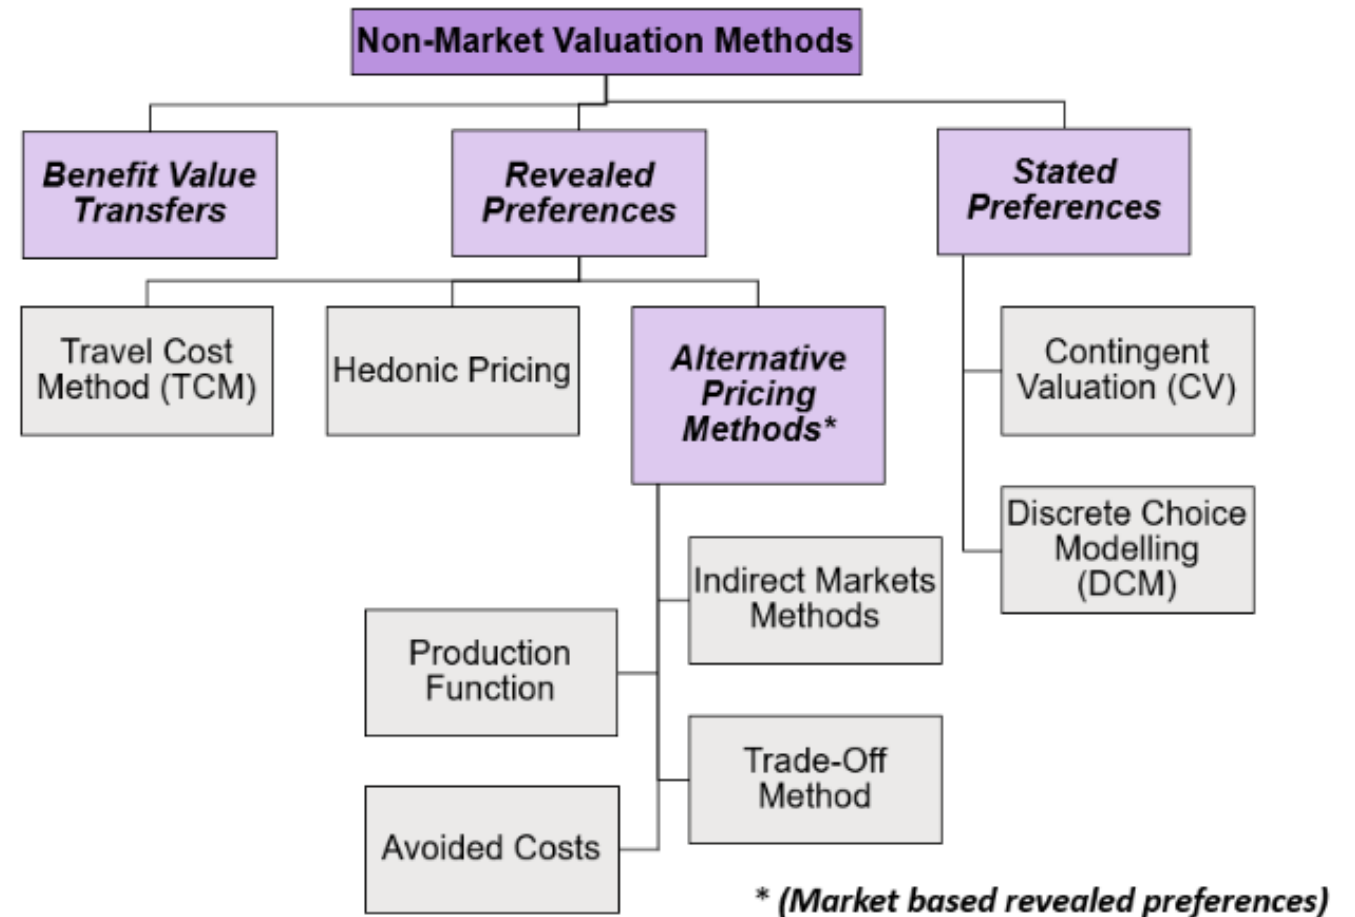 Non-Market Valuation Methods
Benefit Value
Transfers
Revealed
Preferences
Stated
Preferences
Travel Cost
Method (TCM)
Hedonic Pricing
Alternative
Pricing
Methods*
Contingent
Valuation (CV)
Discrete Choice
Modelling
(DCM)
Indirect Markets
Methods
Production
Function
Trade-Off
Method
Avoided Costs
* (Market based revealed preferences)